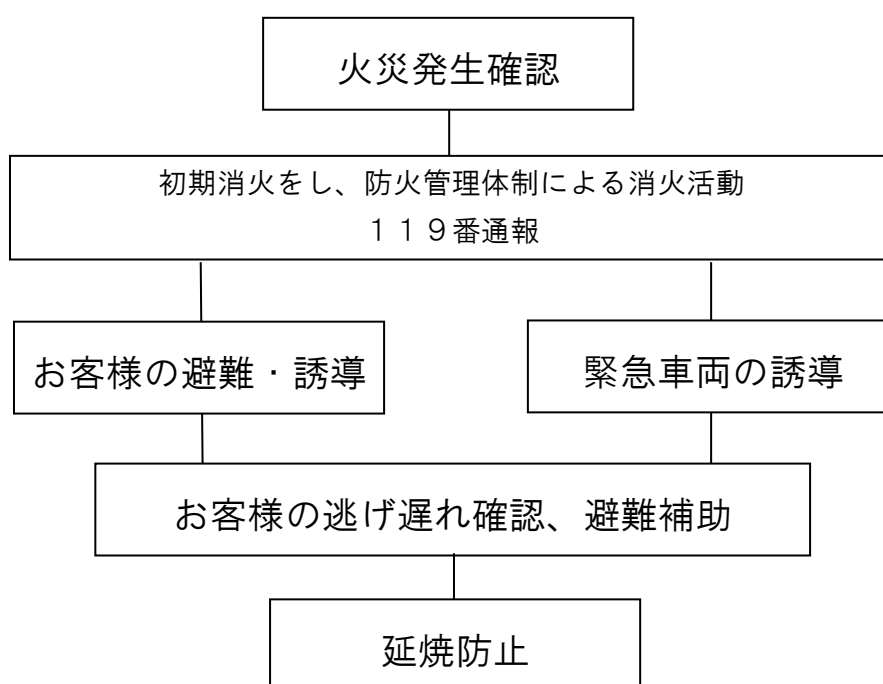 火災発生確認
初期消火をし、防火管理体制による消火活動
１１９番通報
お客様の避難・誘導
緊急車両の誘導
お客様の逃げ遅れ確認、避難補助
延焼防止